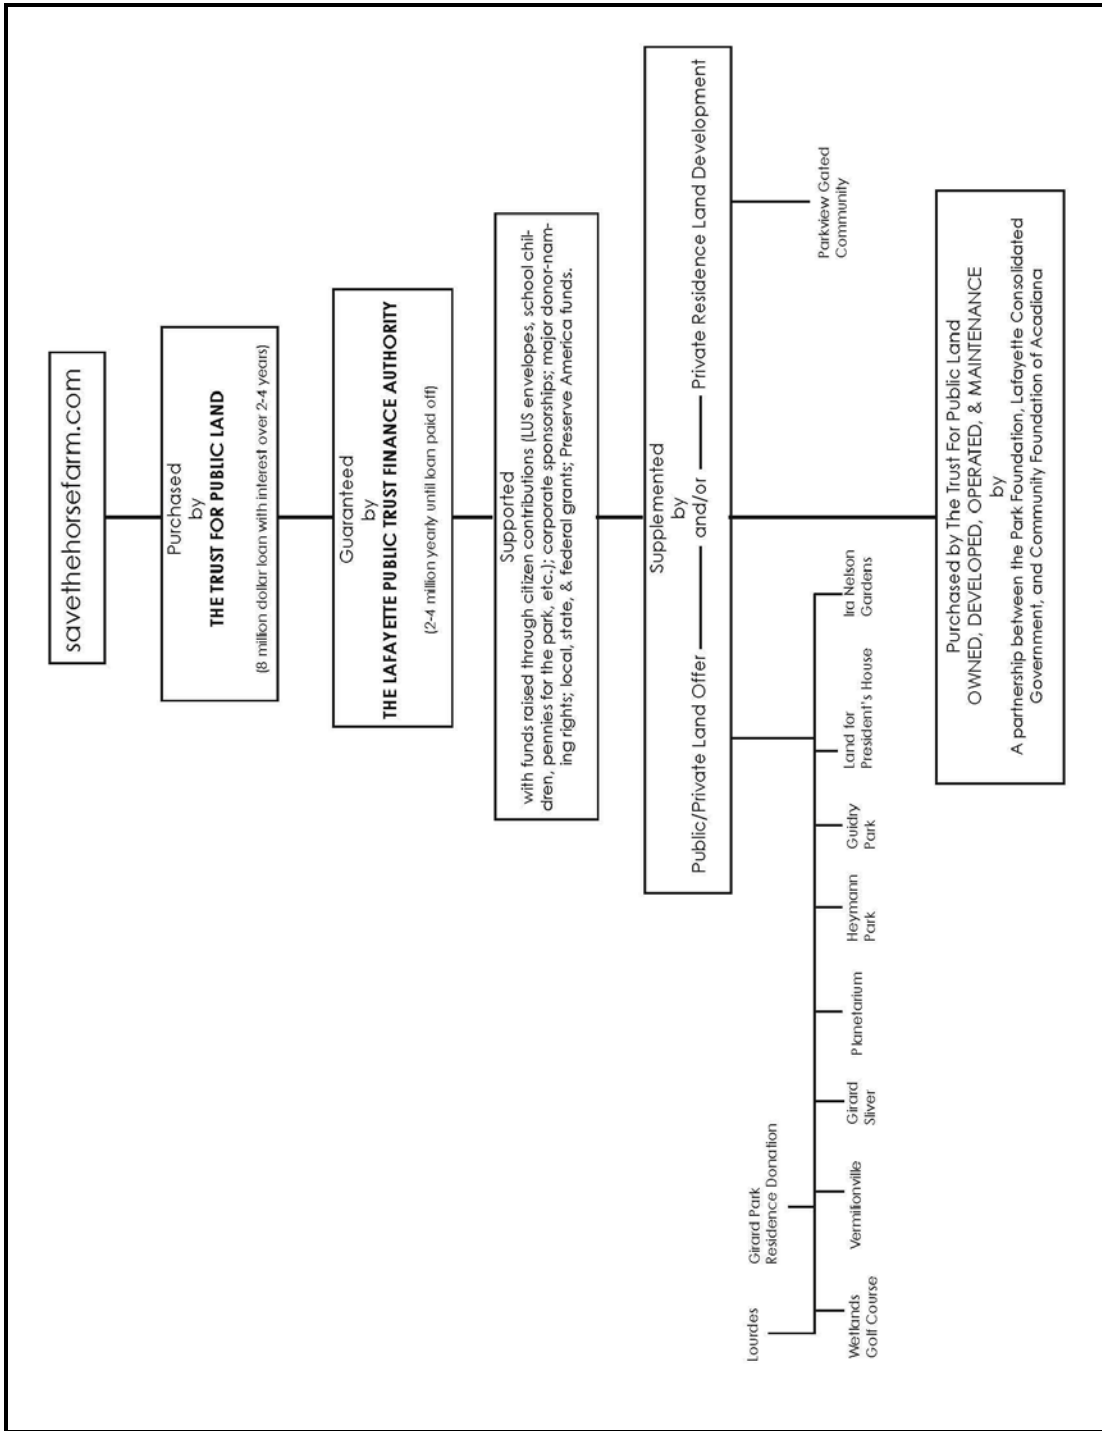 savethehorsefarm.com
Purchased
by
THE TRUST FOR PUBLIC LAND
(8 million dollar loan with interest over 2-4 years)
Guaranteed
by
THE LAFAYETTE PUBLIC TRUST FINANCE AUTHORITY
(2-4 million yearly until loan paid off)
Supported
with funds raised through citizen contributions (LUS envelopes, school chil-
dren, pennies for the park, etc.); corporate sponsorships; major donor-nam-
ing rights; local, state, & federal grants; Preserve America funds.
Supplemented
by
Public/Private Land Offer and/or Private Residence Land Development
Lourdes
Girard Park
Residence Donation
Parkview Gated
Community
Wetlands
Golf Course
Vermilionville
Girard
Sliver
Planetarium
Heymann
Park
Guidry
Park
Land for
President's House
Ira Nelson
Gardens
Purchased by The Trust For Public Land
OWNED, DEVELOPED, OPERATED, & MAINTENANCE
by
A partnership between the Park Foundation, Lafayette Consolidated
Government, and Community Foundation of Acadiana